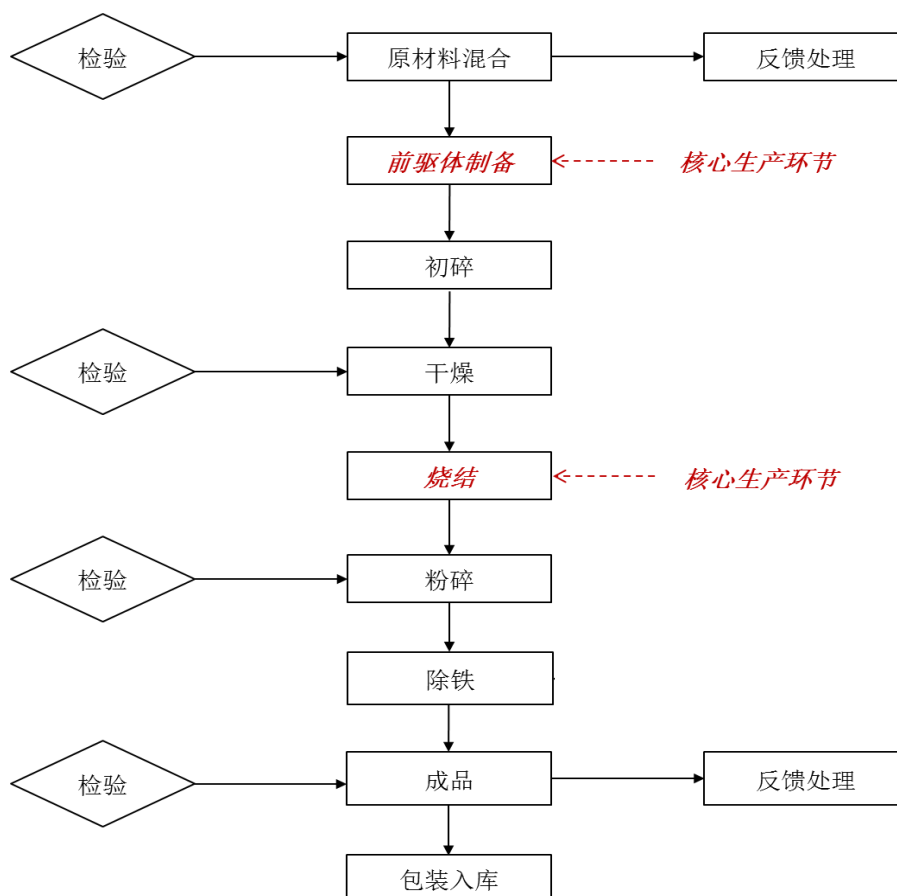 检验
原材料混合
反馈处理
前驱体制备
核心生产环节
初碎
检验
干燥
烧结
核心生产环节
检验
粉碎
除铁
检验
成品
反馈处理
包装入库